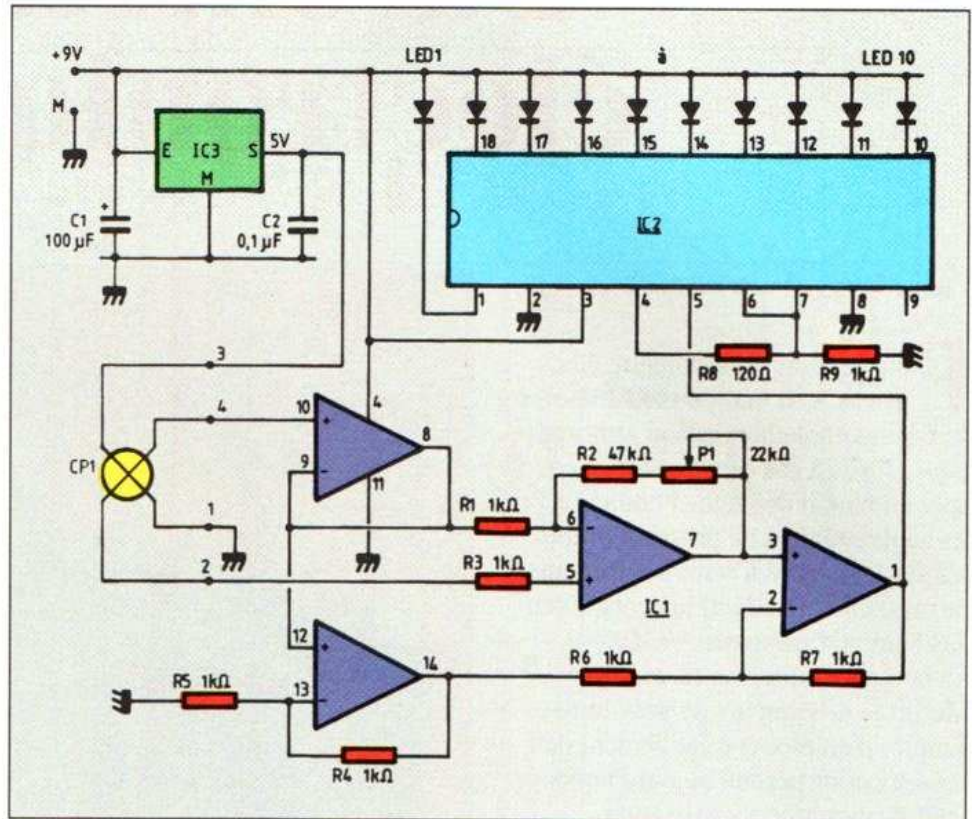 +9V
LED1 à LED 10
M
E IC3 S 5V
M
C1
100 µF
C2
0,1 µF
18 17 16 15 14 13 12 11 10
IC2
1 2 3 4 5 6 7 8 9
R8 120Ω R9 1kΩ
3
4
CP1
1
2
10
9
4
8
11
R1 1kΩ
R2 47kΩ P1 22kΩ
R3 1kΩ
6
5
7
IC1
3
2
1
12
13
14
R5 1kΩ
R4 1kΩ
R6 1kΩ
R7 1kΩ